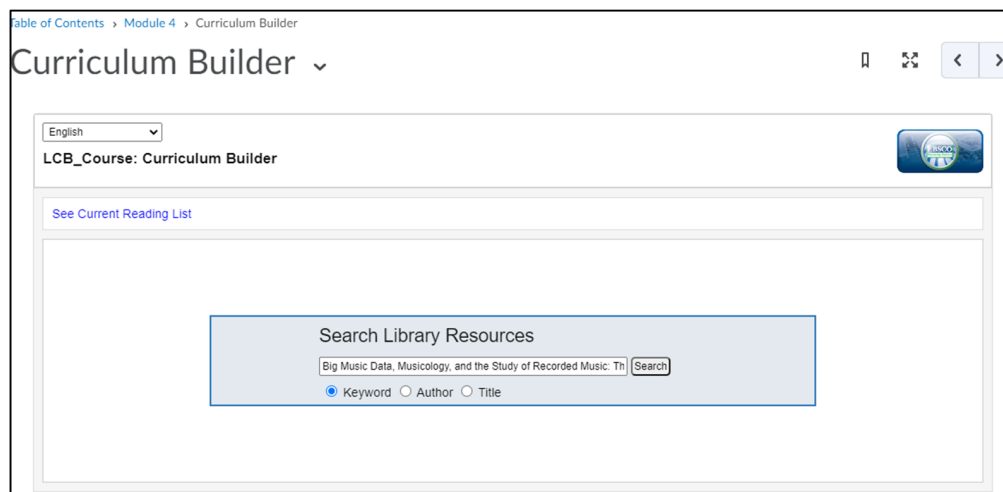 Table of Contents › Module 4 › Curriculum Builder
Curriculum Builder
English
LCB_Course: Curriculum Builder
EBSCO
See Current Reading List
Search Library Resources
Big Music Data, Musicology, and the Study of Recorded Music: Th
Search
Keyword Author Title